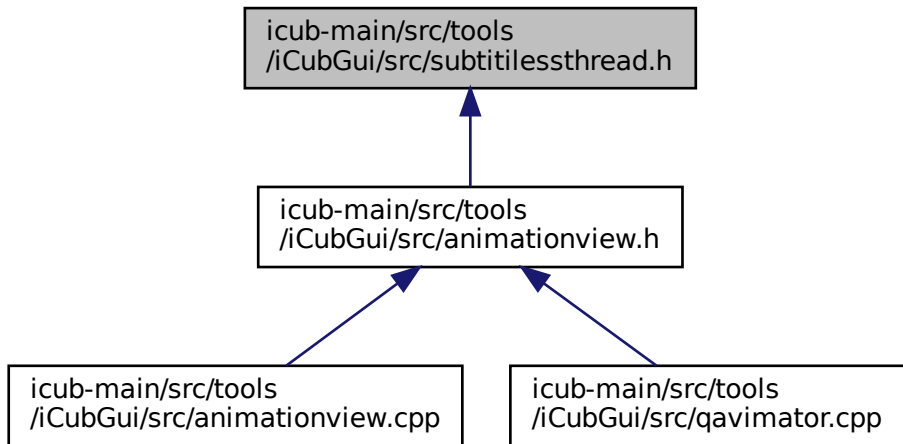 icub-main/src/tools
/iCubGui/src/subtitilessthread.h
icub-main/src/tools
/iCubGui/src/animationview.h
icub-main/src/tools
/iCubGui/src/animationview.cpp
icub-main/src/tools
/iCubGui/src/qavimator.cpp